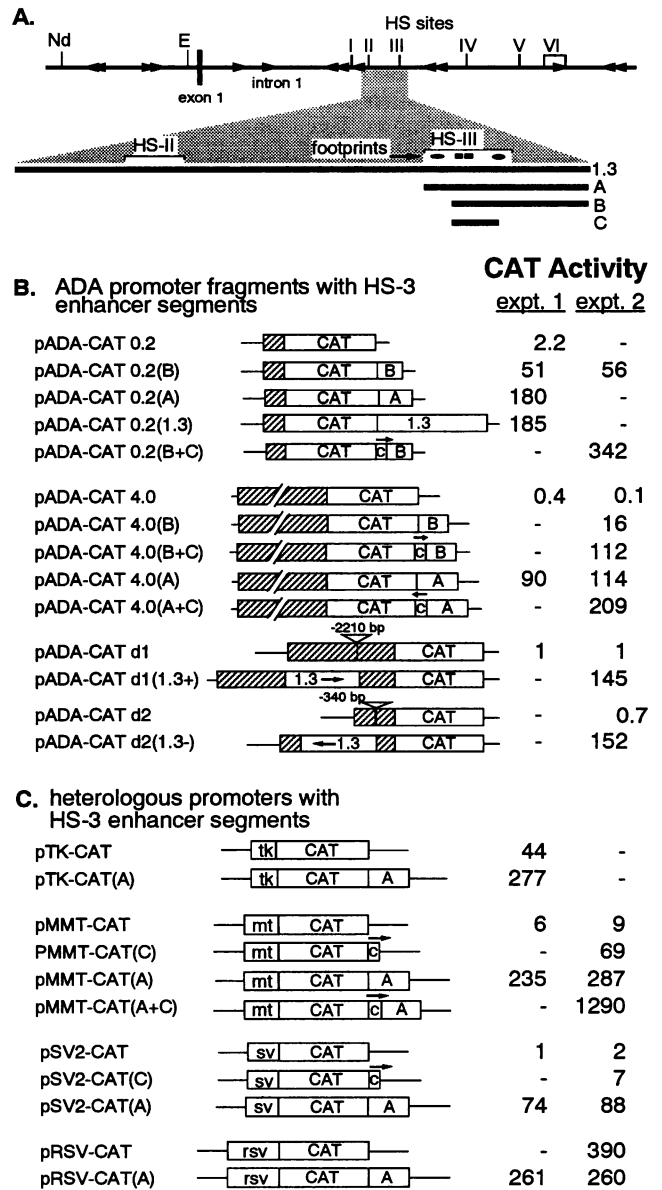 A.
HS sites
Nd E I II III IV V VI
exon 1 intron 1
HS-II footprints HS-III
1.3
A
B
C
CAT Activity
B. ADA promoter fragments with HS-3
enhancer segments expt. 1 expt. 2
pADA-CAT 0.2 CAT 2.2 -
pADA-CAT 0.2(B) CAT B 51 56
pADA-CAT 0.2(A) CAT A 180 -
pADA-CAT 0.2(1.3) CAT 1.3 185 -
pADA-CAT 0.2(B+C) CAT C B - 342
pADA-CAT 4.0 CAT 0.4 0.1
pADA-CAT 4.0(B) CAT B - 16
pADA-CAT 4.0(B+C) CAT C B - 112
pADA-CAT 4.0(A) CAT A 90 114
pADA-CAT 4.0(A+C) CAT C A - 209
-2210 bp
pADA-CAT d1 CAT 1 1
pADA-CAT d1(1.3+) 1.3 → CAT - 145
-340 bp
pADA-CAT d2 CAT - 0.7
pADA-CAT d2(1.3-) ←1.3 CAT - 152
C. heterologous promoters with
HS-3 enhancer segments
pTK-CAT tk CAT 44 -
pTK-CAT(A) tk CAT A 277 -
pMMT-CAT mt CAT 6 9
PMMT-CAT(C) mt CAT C - 69
pMMT-CAT(A) mt CAT A 235 287
pMMT-CAT(A+C) mt CAT C A - 1290
pSV2-CAT sv CAT 1 2
pSV2-CAT(C) sv CAT C - 7
pSV2-CAT(A) sv CAT A 74 88
pRSV-CAT rsv CAT - 390
pRSV-CAT(A) rsv CAT A 261 260